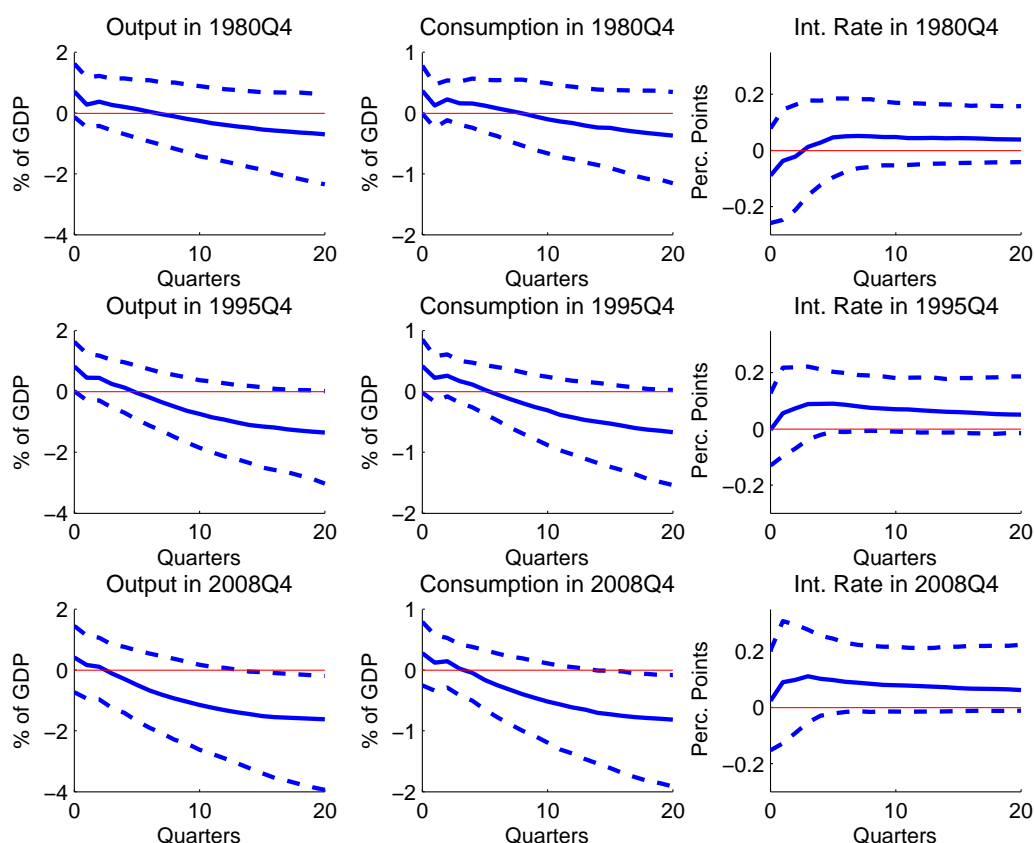 Output in 1980Q4
2
0
−2
−4
% of GDP
0
10
20
Quarters
Consumption in 1980Q4
1
0
−1
−2
% of GDP
0
10
20
Quarters
Int. Rate in 1980Q4
0.2
0
−0.2
Perc. Points
0
10
20
Quarters
Output in 1995Q4
2
0
−2
−4
% of GDP
0
10
20
Quarters
Consumption in 1995Q4
1
0
−1
−2
% of GDP
0
10
20
Quarters
Int. Rate in 1995Q4
0.2
0
−0.2
Perc. Points
0
10
20
Quarters
Output in 2008Q4
2
0
−2
−4
% of GDP
0
10
20
Quarters
Consumption in 2008Q4
1
0
−1
−2
% of GDP
0
10
20
Quarters
Int. Rate in 2008Q4
0.2
0
−0.2
Perc. Points
0
10
20
Quarters